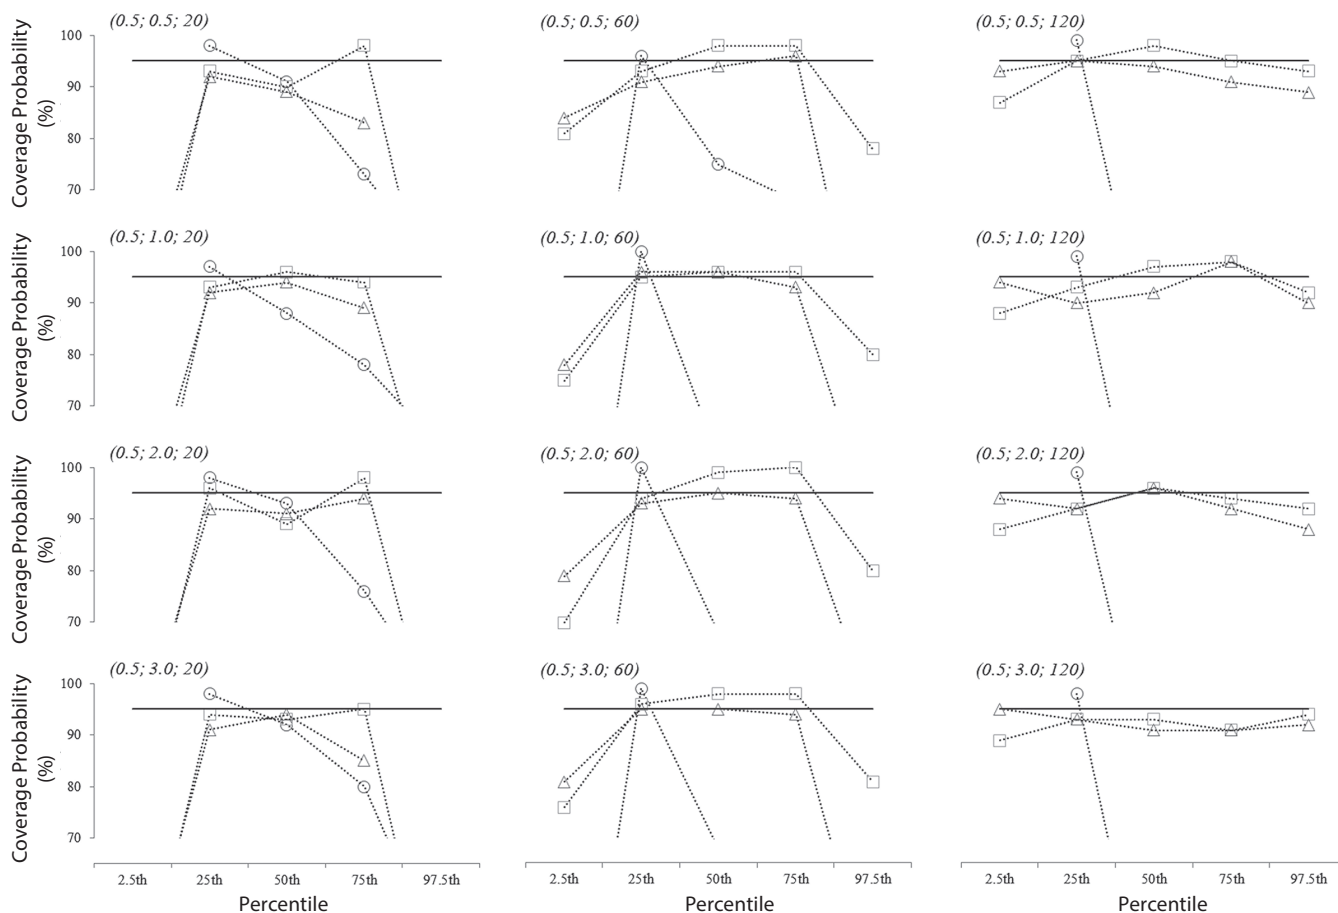 (0.5; 0.5; 20)
(0.5; 0.5; 60)
(0.5; 0.5; 120)
Coverage Probability
(%)
100
90
80
70
(0.5; 1.0; 20)
(0.5; 1.0; 60)
(0.5; 1.0; 120)
Coverage Probability
(%)
100
90
80
70
(0.5; 2.0; 20)
(0.5; 2.0; 60)
(0.5; 2.0; 120)
Coverage Probability
(%)
100
90
80
70
(0.5; 3.0; 20)
(0.5; 3.0; 60)
(0.5; 3.0; 120)
Coverage Probability
(%)
100
90
80
70
2.5th 25th 50th 75th 97.5th
2.5th 25th 50th 75th 97.5th
2.5th 25th 50th 75th 97.5th
Percentile
Percentile
Percentile